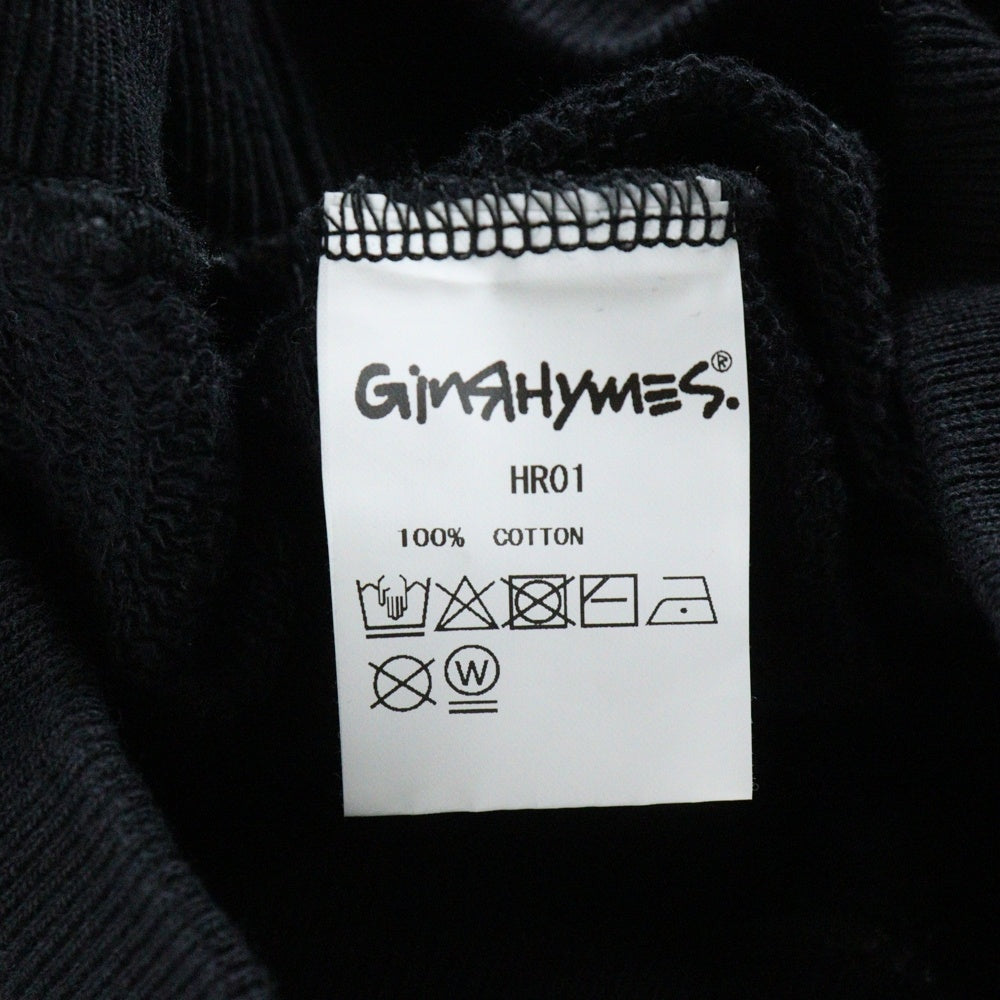 GinRHYMES.®
HR01
100% COTTON
W